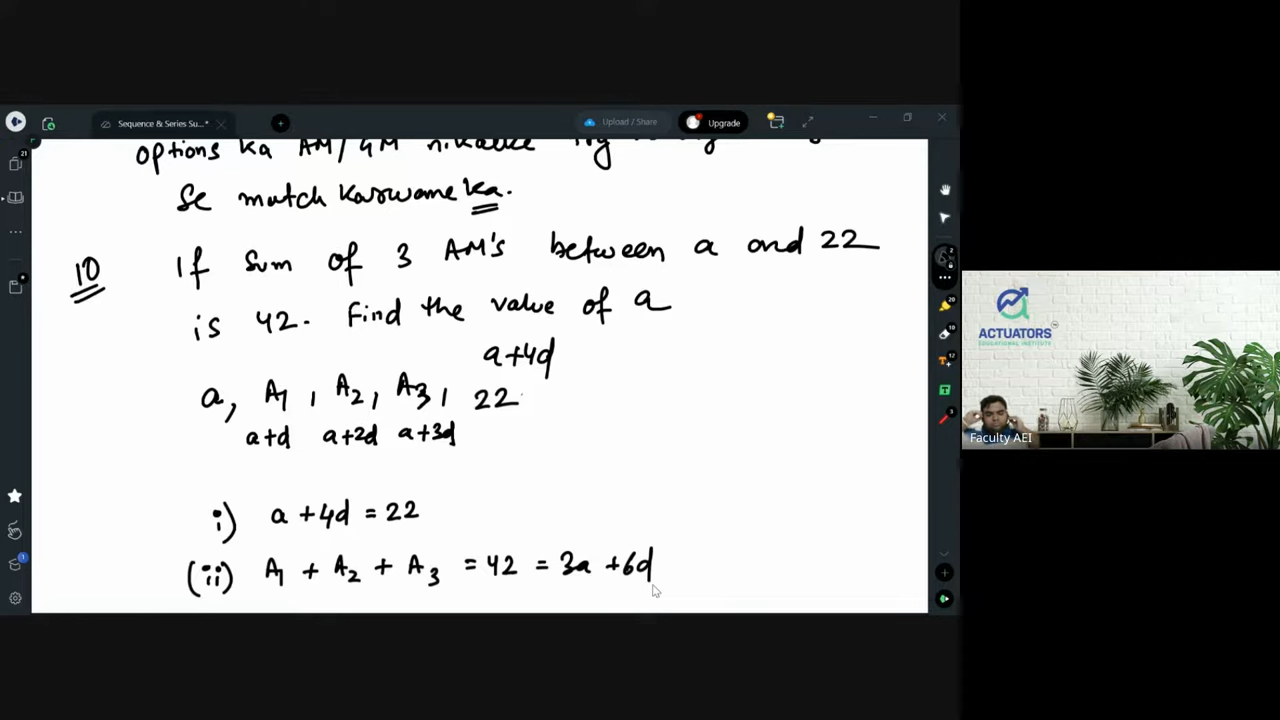 Sequence & Series Su...*
Upload / Share
Upgrade
options ka AM/GM
Se match karwane ka.
10 If Sum of 3 AM's between a and 22
is 42. Find the value of a
a+4d
a, A1, A2, A3, 22
a+d a+2d a+3d
i) a + 4d = 22
(ii) A1 + A2 + A3 = 42 = 3a + 6d
ACTUATORS
EDUCATIONAL INSTITUTE
Faculty AEI